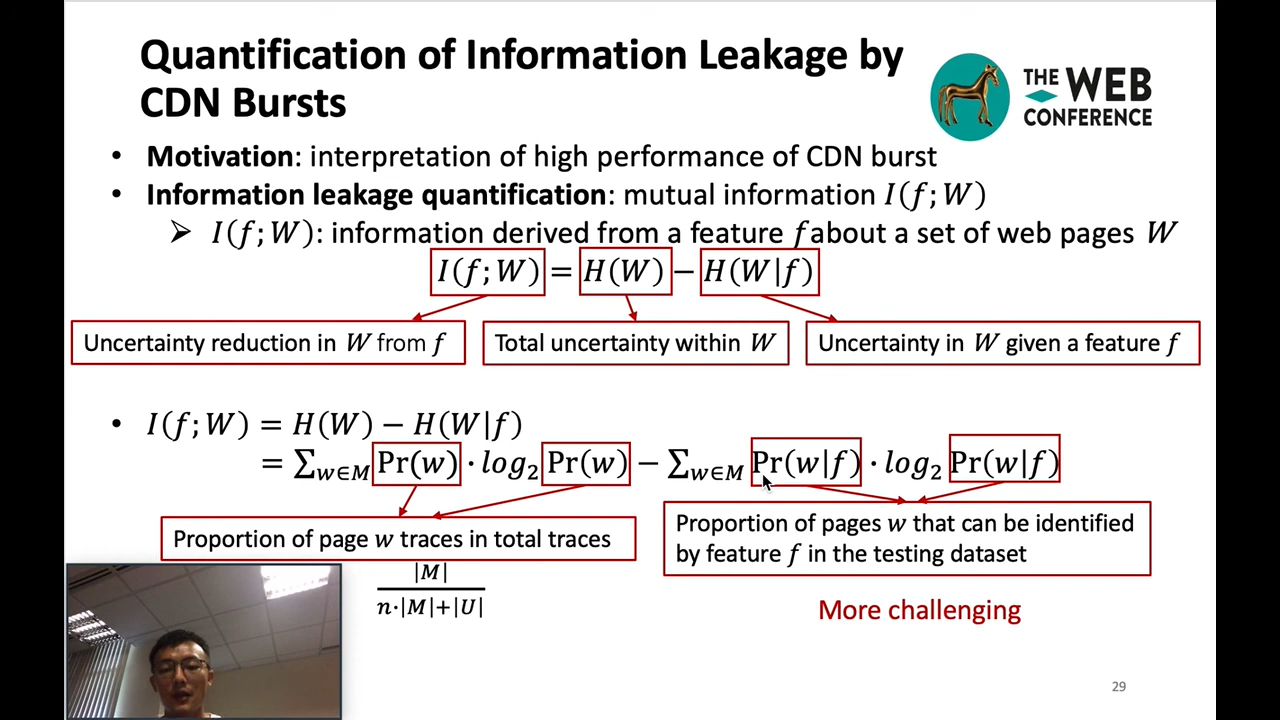 Quantification of Information Leakage by
CDN Bursts
THE WEB
CONFERENCE
• Motivation: interpretation of high performance of CDN burst
• Information leakage quantification: mutual information I(f;W)
➢ I(f;W): information derived from a feature f about a set of web pages W
I(f;W) = H(W) − H(W|f)
Uncertainty reduction in W from f
Total uncertainty within W
Uncertainty in W given a feature f
• I(f;W) = H(W) − H(W|f)
= ∑w∈M Pr(w) · log₂ Pr(w) − ∑w∈M Pr(w|f) · log₂ Pr(w|f)
Proportion of page w traces in total traces
Proportion of pages w that can be identified
by feature f in the testing dataset
|M|
n·|M|+|U|
More challenging
29